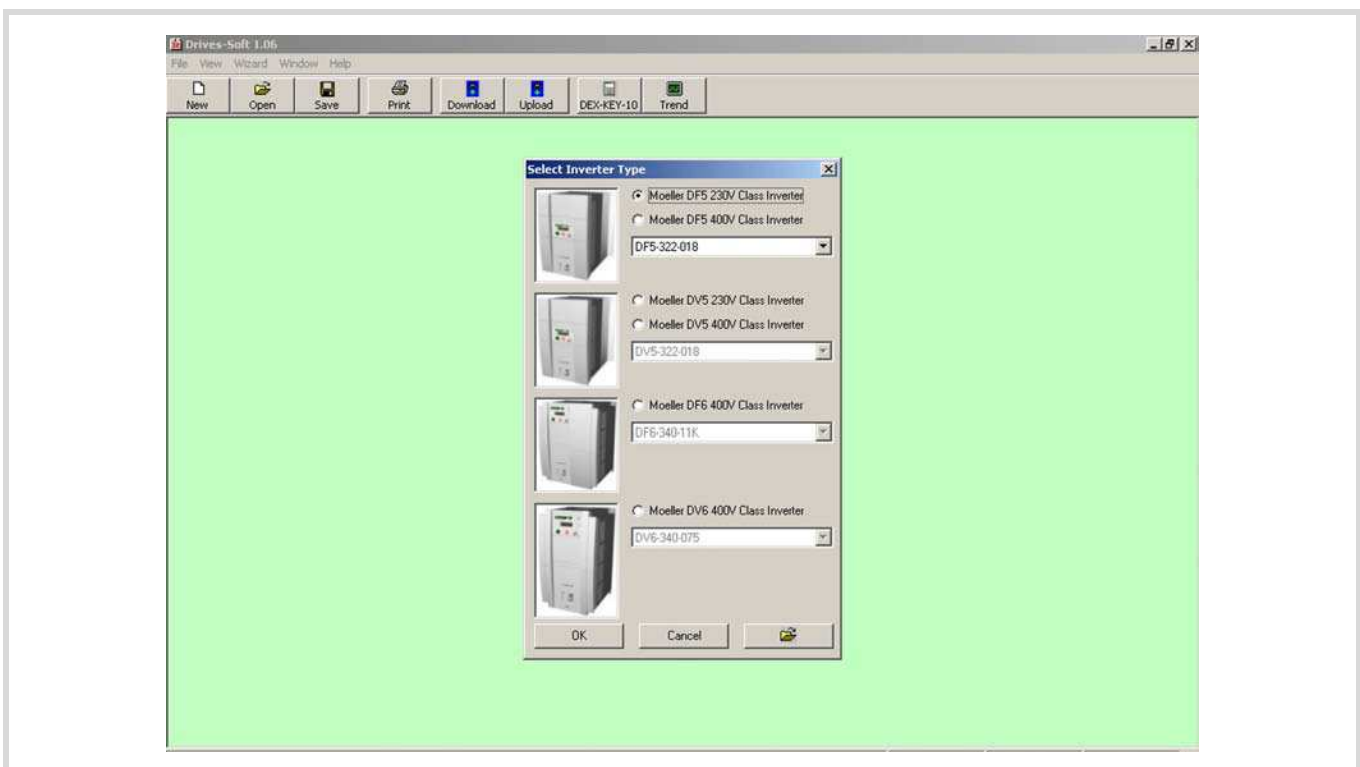 Drives-Soft 1.06
File View Wizard Window Help
New Open Save Print Download Upload DEX-KEY-10 Trend
Select Inverter Type
Moeller DF5 230V Class Inverter
Moeller DF5 400V Class Inverter
DF5-322-018
Moeller DV5 230V Class Inverter
Moeller DV5 400V Class Inverter
DV5-322-018
Moeller DF6 400V Class Inverter
DF6-340-11K
Moeller DV6 400V Class Inverter
DV6-340-075
OK Cancel